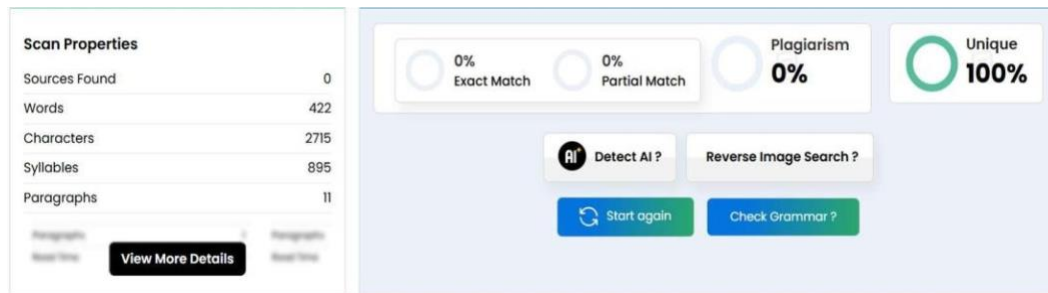 Scan Properties
Sources Found 0
Words 422
Characters 2715
Syllables 895
Paragraphs 11
View More Details
0%
Exact Match
0%
Partial Match
Plagiarism
0%
Unique
100%
AI Detect AI ?
Reverse Image Search ?
Start again
Check Grammar ?